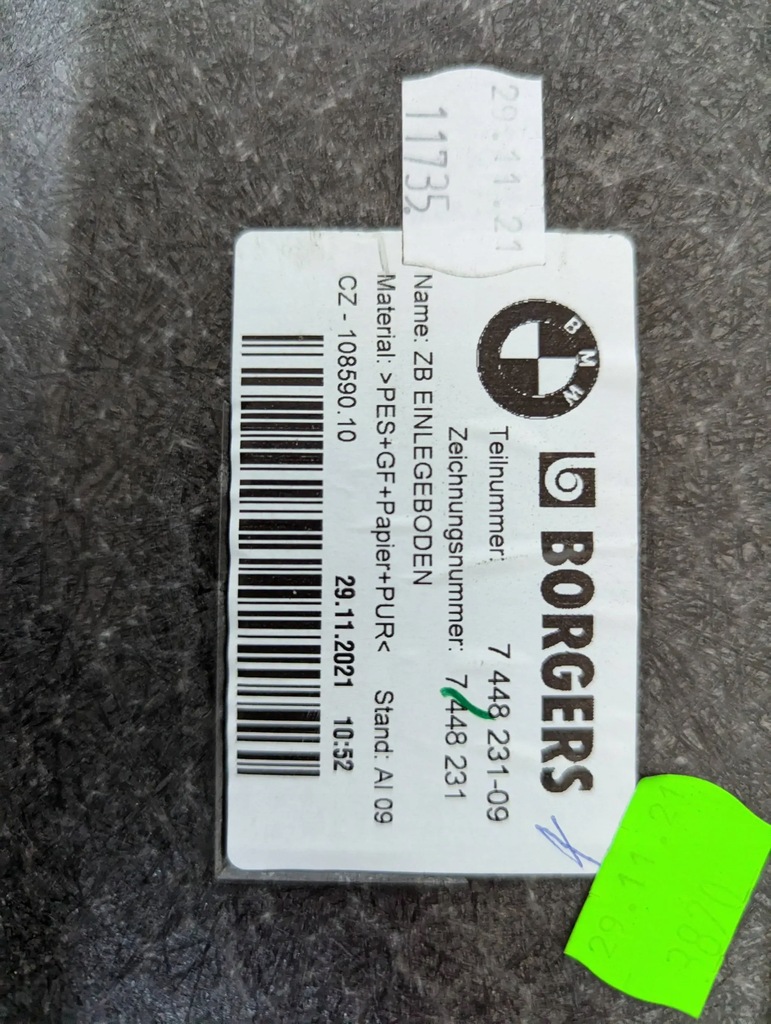 29.11.21
11735
BMW
BORGERS
Teilnummer: 7 448 231-09
Zeichnungsnummer: 7 448 231
Name: ZB EINLEGEBODEN
Material: >PES+GF+Papier+PUR< Stand: AI 09
CZ - 108590.10 29.11.2021 10:52
29.11.21